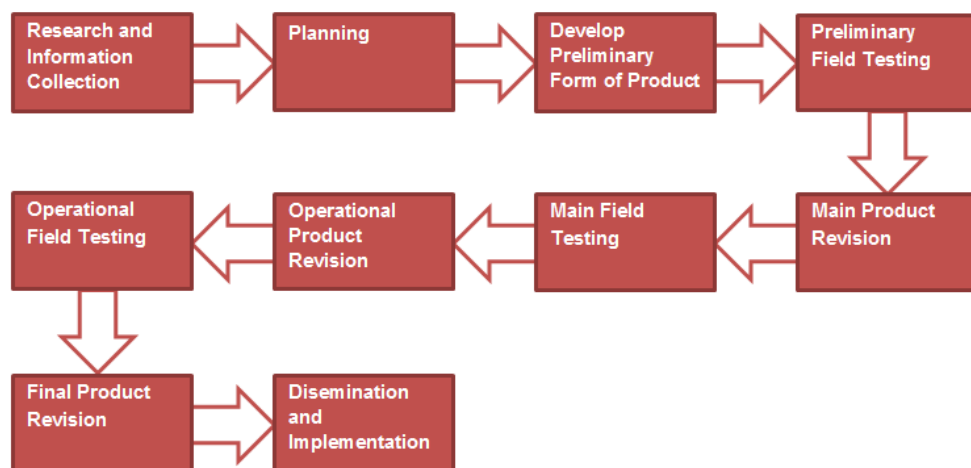 Research and
Information
Collection
Planning
Develop
Preliminary
Form of Product
Preliminary
Field Testing
Main Product
Revision
Main Field
Testing
Operational
Product
Revision
Operational
Field Testing
Final Product
Revision
Disemination
and
Implementation